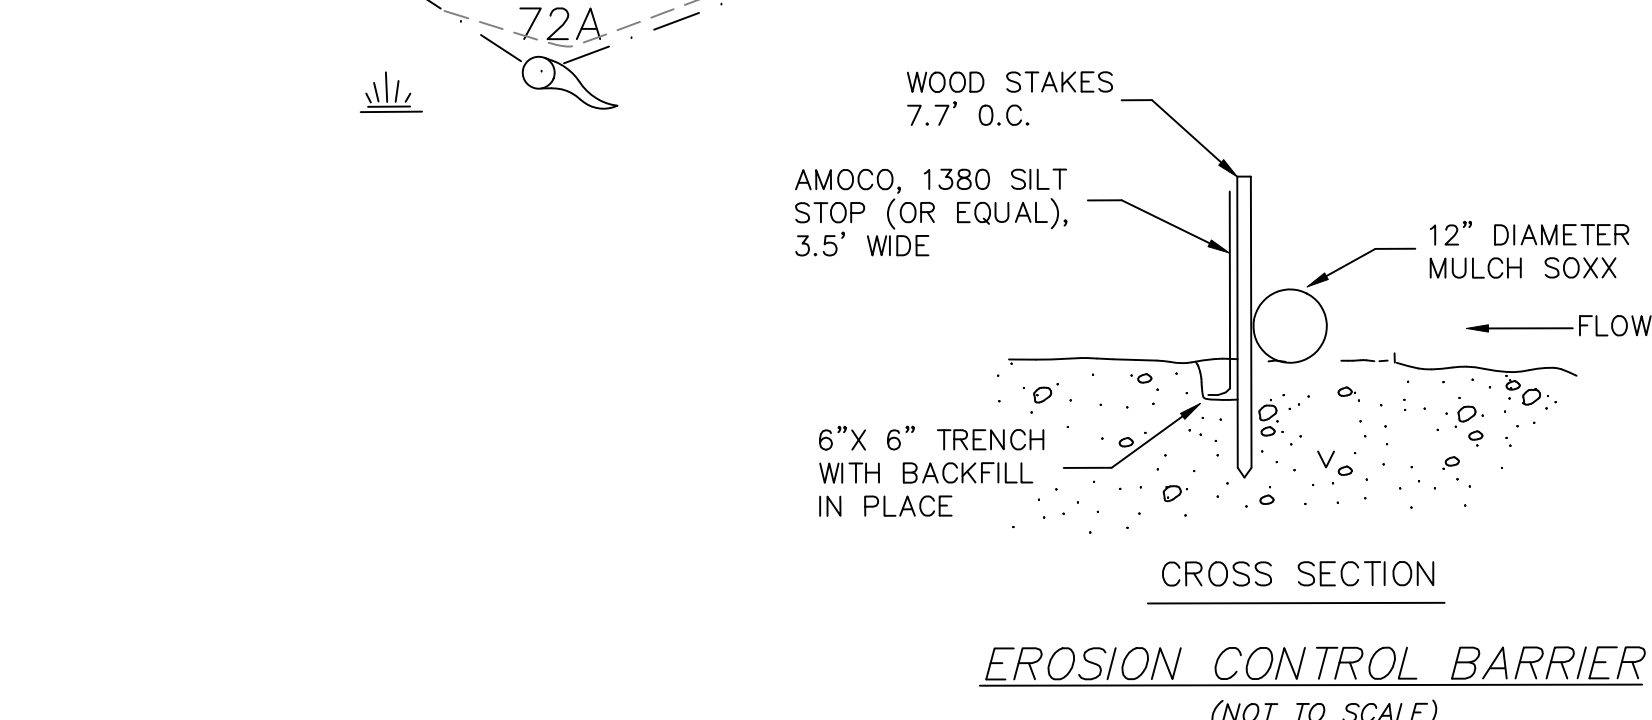 72A
WOOD STAKES
7.7' O.C.
AMOCO, 1380 SILT
STOP (OR EQUAL),
3.5' WIDE
12" DIAMETER
MULCH SOXX
FLOW
6"X 6" TRENCH
WITH BACKFILL
IN PLACE
CROSS SECTION
EROSION CONTROL BARRIER
(NOT TO SCALE)